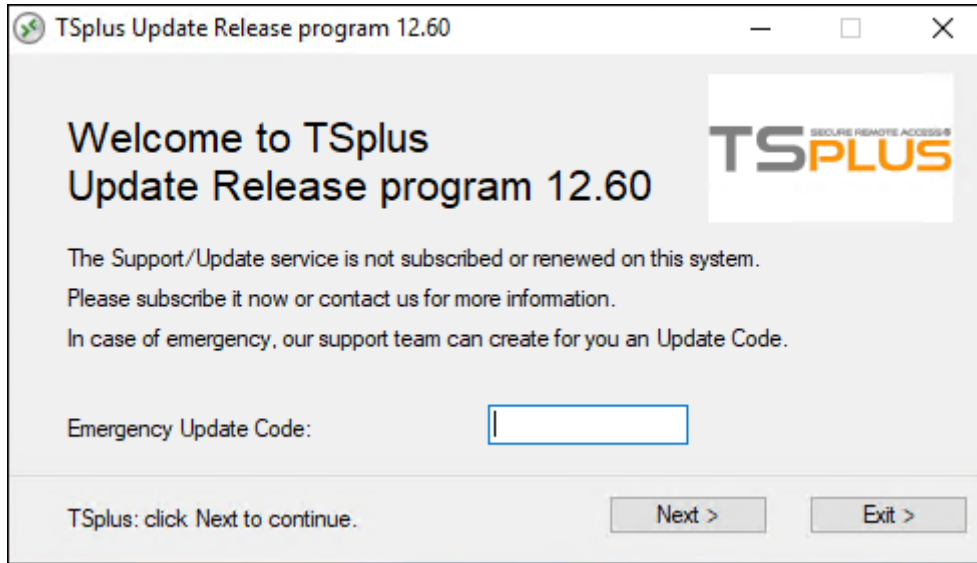 TSplus Update Release program 12.60
Welcome to TSplus
Update Release program 12.60
TSPLUS
SECURE REMOTE ACCESS
The Support/Update service is not subscribed or renewed on this system.
Please subscribe it now or contact us for more information.
In case of emergency, our support team can create for you an Update Code.
Emergency Update Code:
TSplus: click Next to continue.
Next >
Exit >